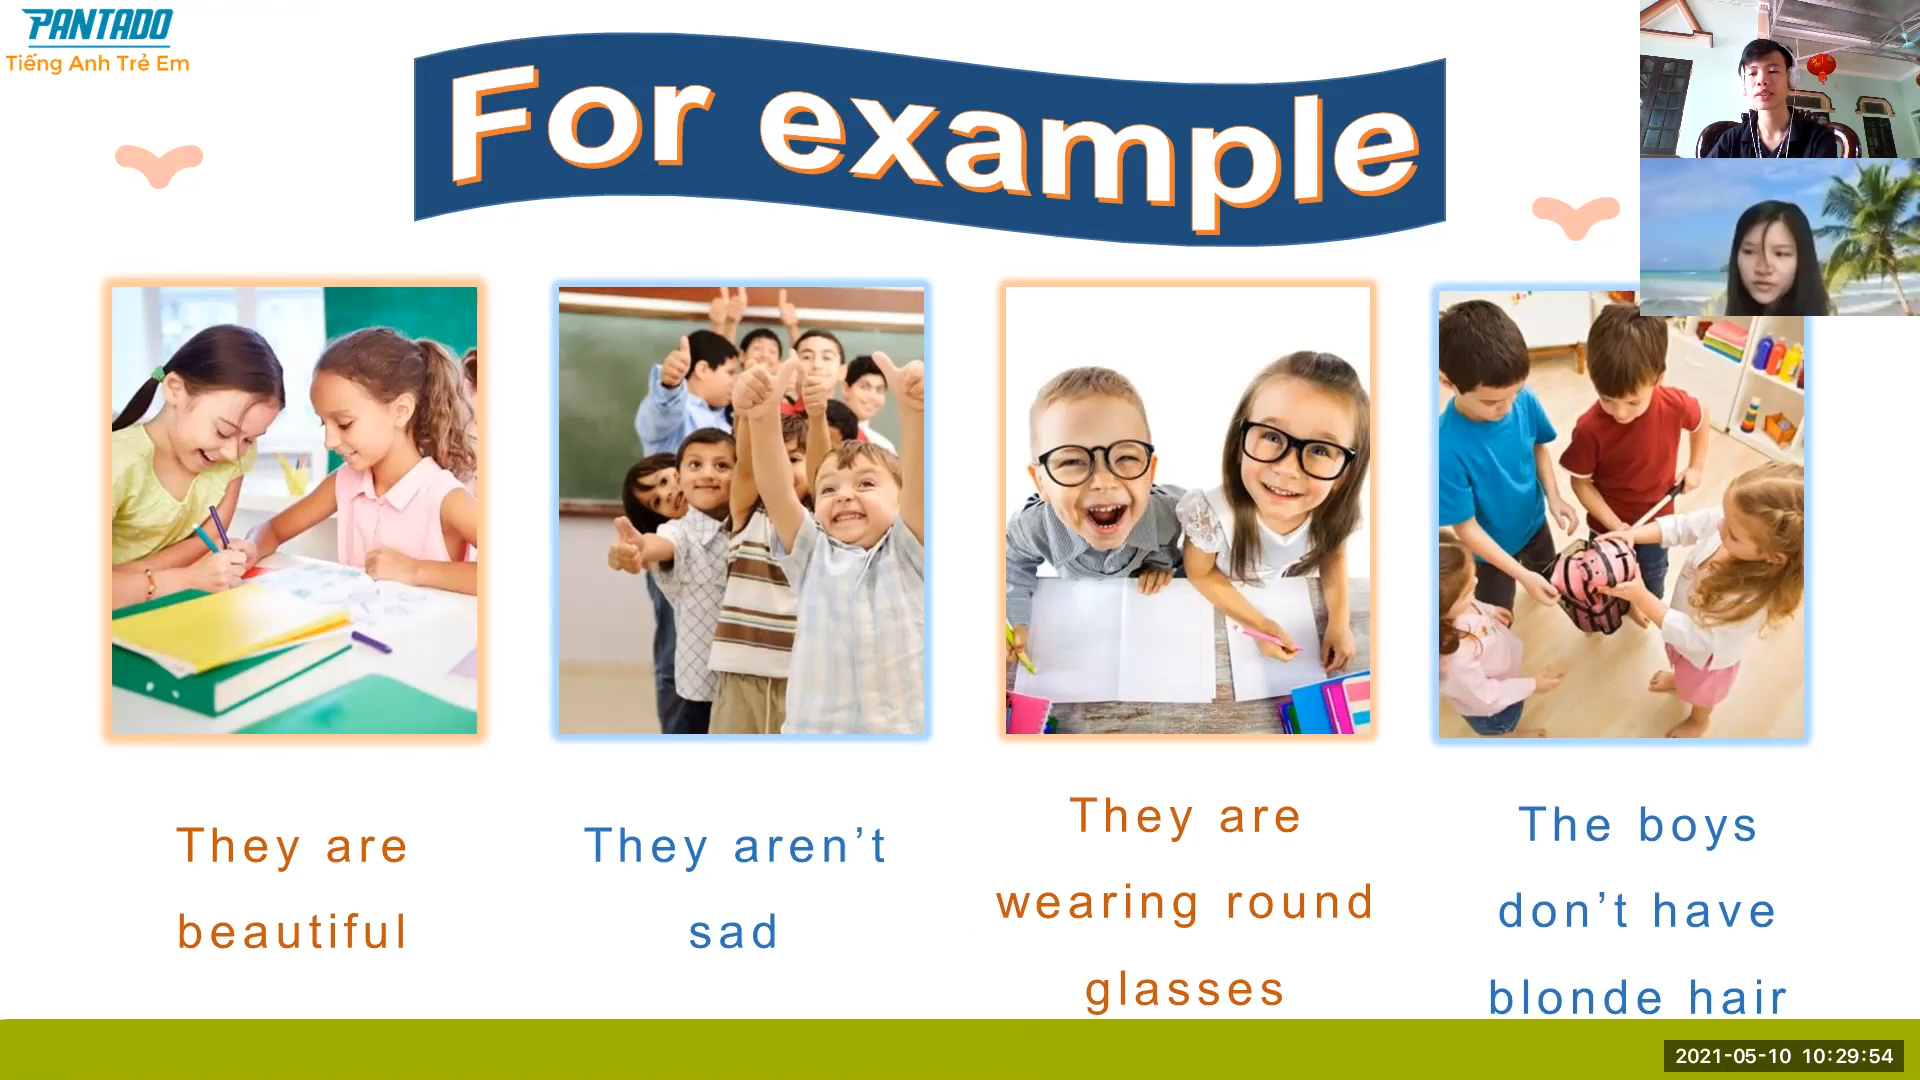 PANTADO
Tiếng Anh Trẻ Em
For example
They are
beautiful
They aren’t
sad
They are
wearing round
glasses
The boys
don’t have
blonde hair
2021-05-10 10:29:54